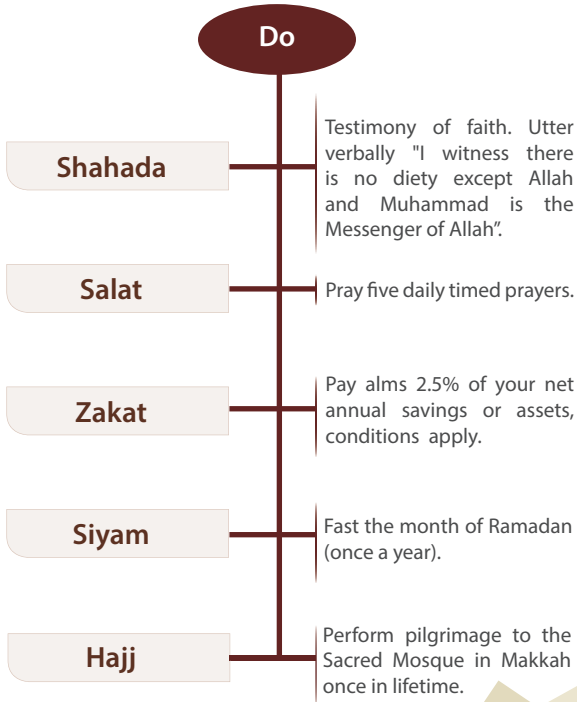 Do
Shahada
Testimony of faith. Utter
verbally "I witness there
is no diety except Allah
and Muhammad is the
Messenger of Allah”.
Salat
Pray five daily timed prayers.
Zakat
Pay alms 2.5% of your net
annual savings or assets,
conditions apply.
Siyam
Fast the month of Ramadan
(once a year).
Hajj
Perform pilgrimage to the
Sacred Mosque in Makkah
once in lifetime.